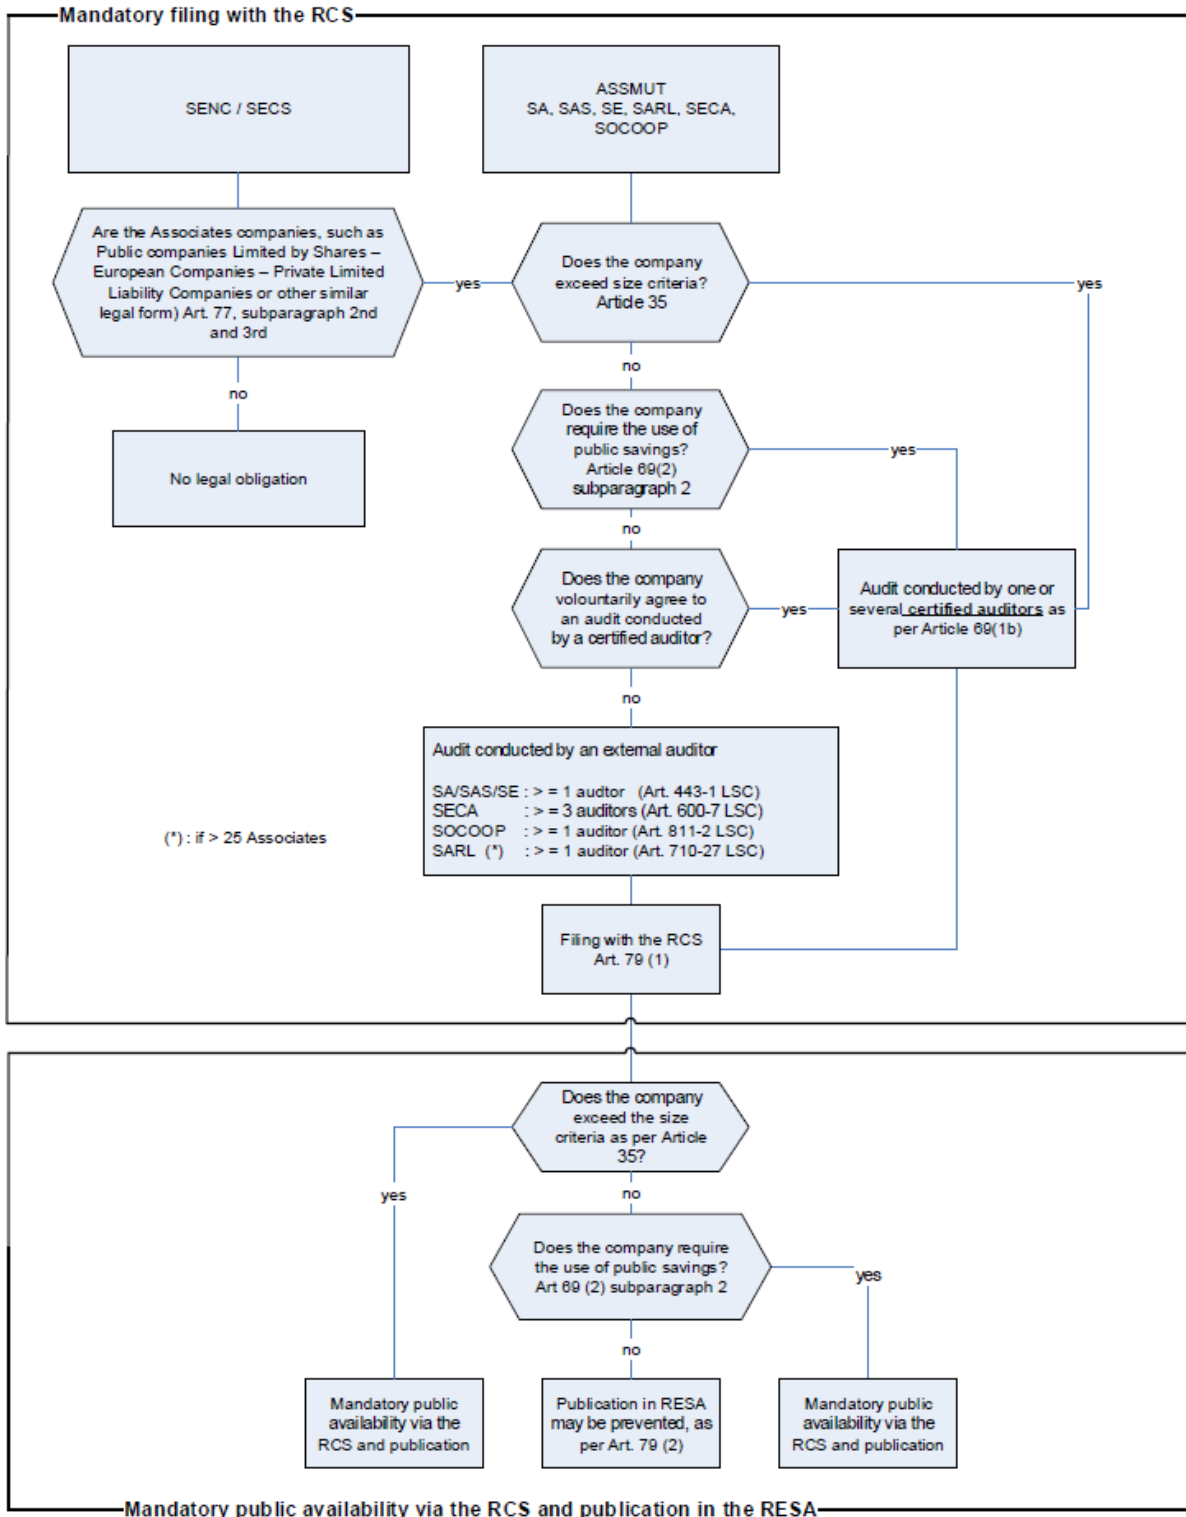 Mandatory filing with the RCS
SENC / SECS
ASSMUT
SA, SAS, SE, SARL, SECA,
SOCOOP
Are the Associates companies, such as
Public companies Limited by Shares –
European Companies – Private Limited
Liability Companies or other similar
legal form) Art. 77, subparagraph 2nd
and 3rd
yes
Does the company
exceed size criteria?
Article 35
yes
no
no
No legal obligation
Does the company
require the use of
public savings?
Article 69(2)
subparagraph 2
yes
no
Does the company
volountarily agree to
an audit conducted
by a certified auditor?
yes
Audit conducted by one or
several certified auditors as
per Article 69(1b)
no
Audit conducted by an external auditor
SA/SAS/SE : > = 1 audtor (Art. 443-1 LSC)
SECA : > = 3 auditors (Art. 600-7 LSC)
SOCOOP : > = 1 auditor (Art. 811-2 LSC)
SARL (*) : > = 1 auditor (Art. 710-27 LSC)
(*) : if > 25 Associates
Filing with the RCS
Art. 79 (1)
Does the company
exceed the size
criteria as per Article
35?
yes
no
Does the company require
the use of public savings?
Art 69 (2) subparagraph 2
yes
no
Mandatory public
availability via the
RCS and publication
Publication in RESA
may be prevented, as
per Art. 79 (2)
Mandatory public
availability via the
RCS and publication
Mandatory public availability via the RCS and publication in the RESA